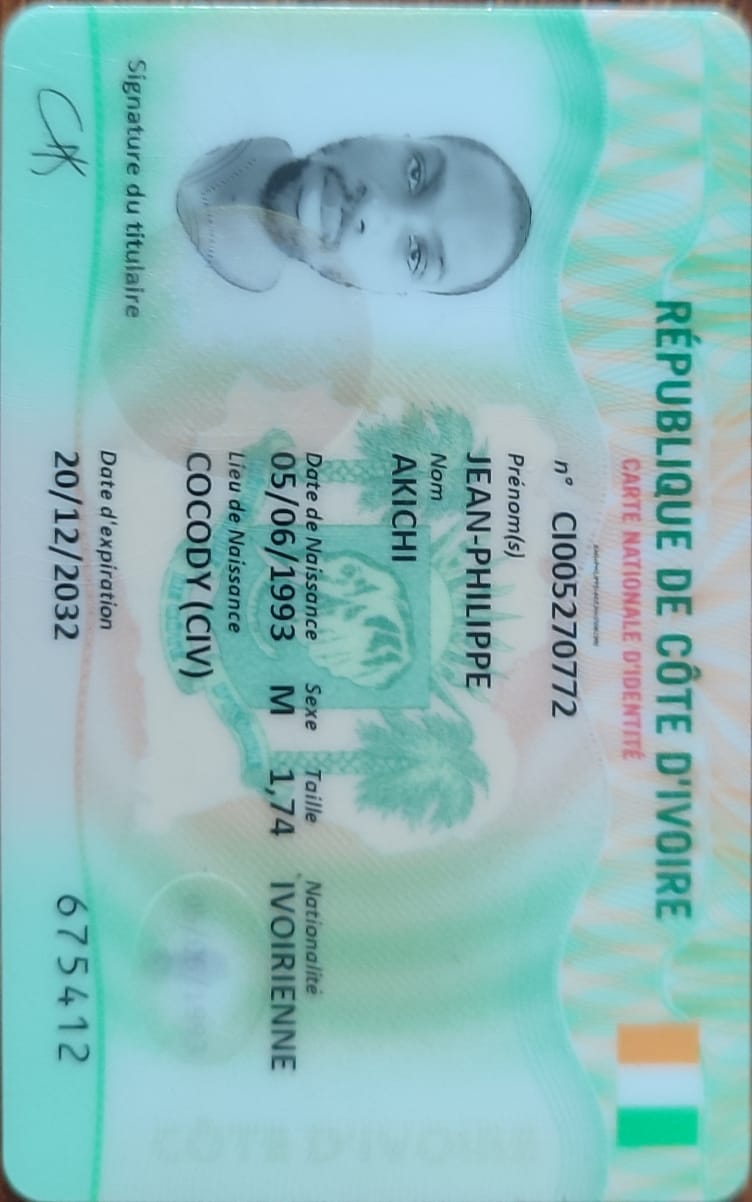 RÉPUBLIQUE DE CÔTE D'IVOIRE
CARTE NATIONALE D'IDENTITÉ
n° CI005270772
Prénom(s)
JEAN-PHILIPPE
Nom
AKICHI
Date de Naissance Sexe Taille Nationalité
05/06/1993 M 1,74 IVOIRIENNE
Lieu de Naissance
COCODY (CIV)
Signature du titulaire
Date d'expiration
20/12/2032
675412
CÔTE D'IVOIRE